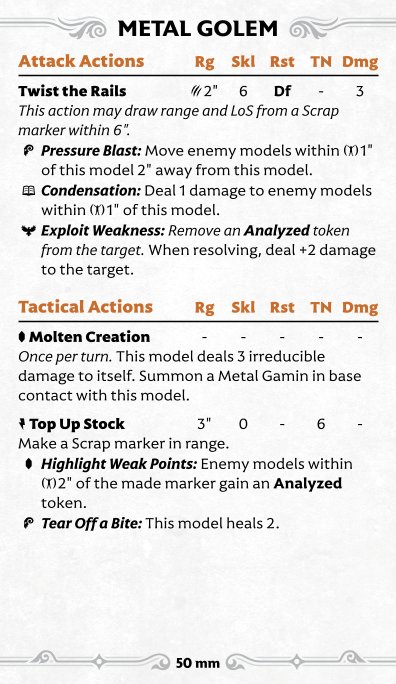 METAL GOLEM
Attack Actions Rg Skl Rst TN Dmg
Twist the Rails 2" 6 Df - 3
This action may draw range and LoS from a Scrap
marker within 6".
Pressure Blast: Move enemy models within 1"
of this model 2" away from this model.
Condensation: Deal 1 damage to enemy models
within 1" of this model.
Exploit Weakness: Remove an Analyzed token
from the target. When resolving, deal +2 damage
to the target.
Tactical Actions Rg Skl Rst TN Dmg
Molten Creation - - - - -
Once per turn. This model deals 3 irreducible
damage to itself. Summon a Metal Gamin in base
contact with this model.
Top Up Stock 3" 0 - 6 -
Make a Scrap marker in range.
Highlight Weak Points: Enemy models within
2" of the made marker gain an Analyzed
token.
Tear Off a Bite: This model heals 2.
50 mm